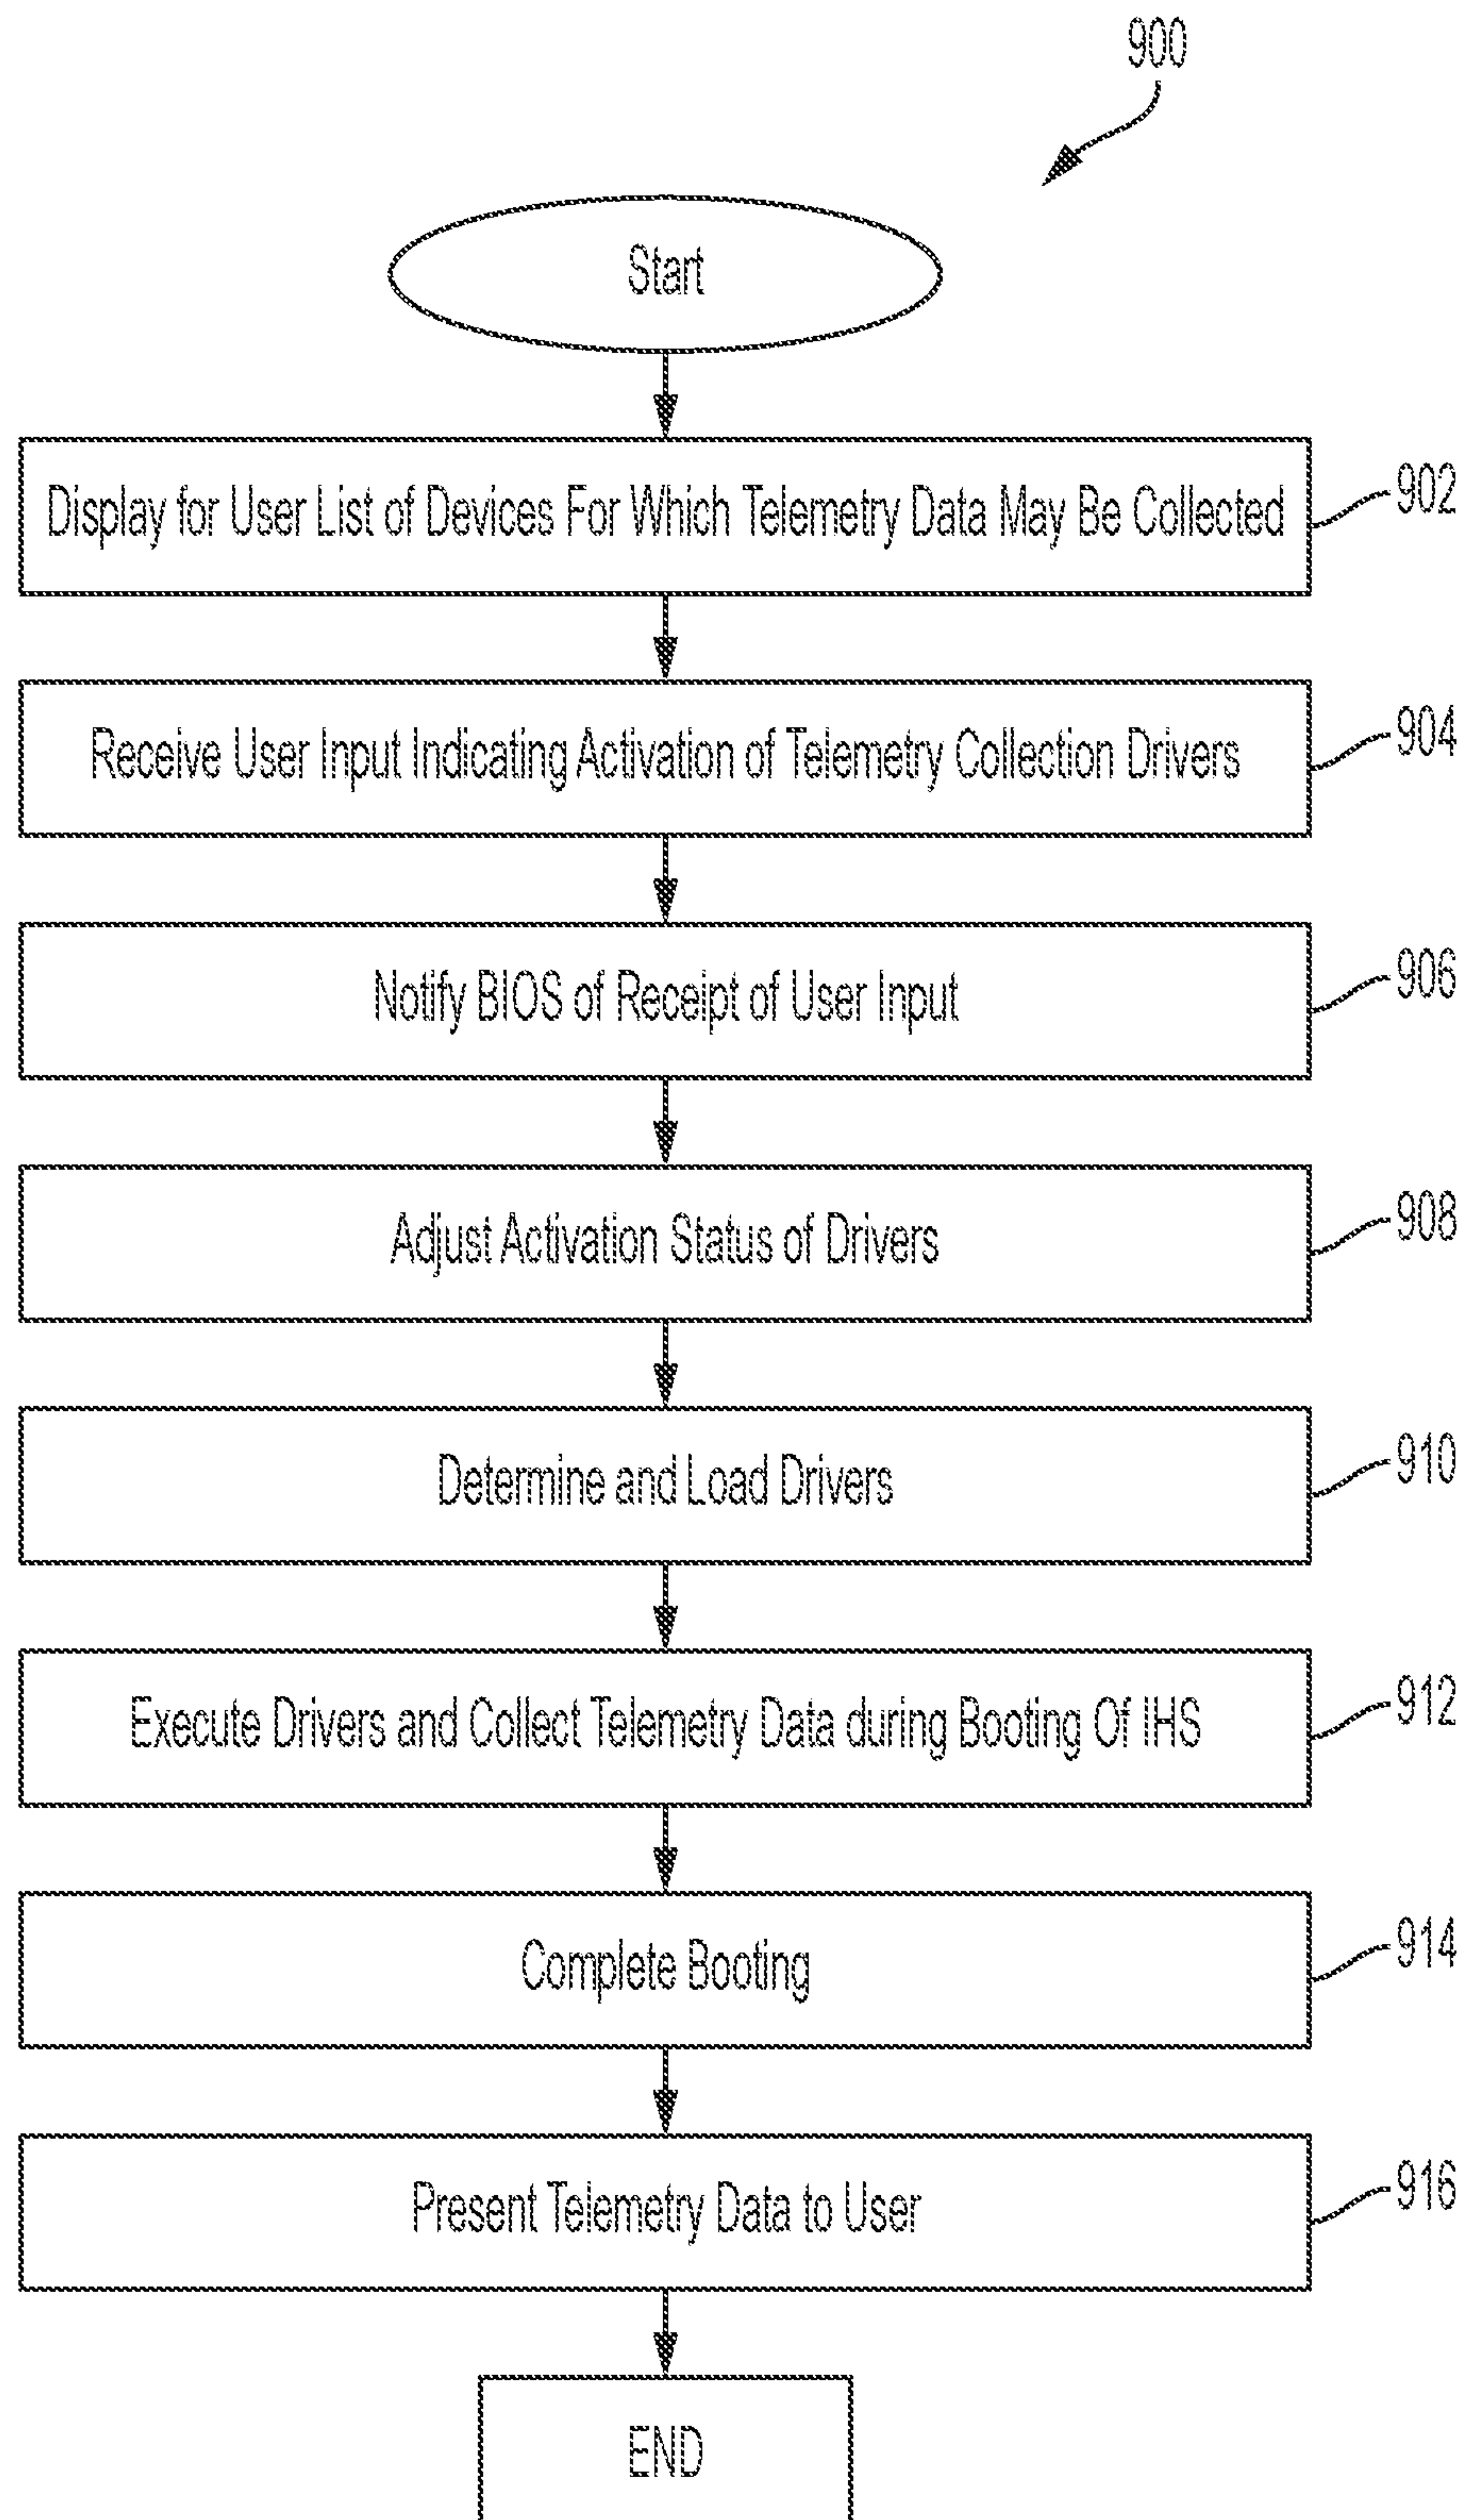 900
Start
Display for User List of Devices For Which Telemetry Data May Be Collected
902
Receive User Input Indicating Activation of Telemetry Collection Drivers
904
Notify BIOS of Receipt of User Input
906
Adjust Activation Status of Drivers
908
Determine and Load Drivers
910
Execute Drivers and Collect Telemetry Data during Booting Of IHS
912
Complete Booting
914
Present Telemetry Data to User
916
END